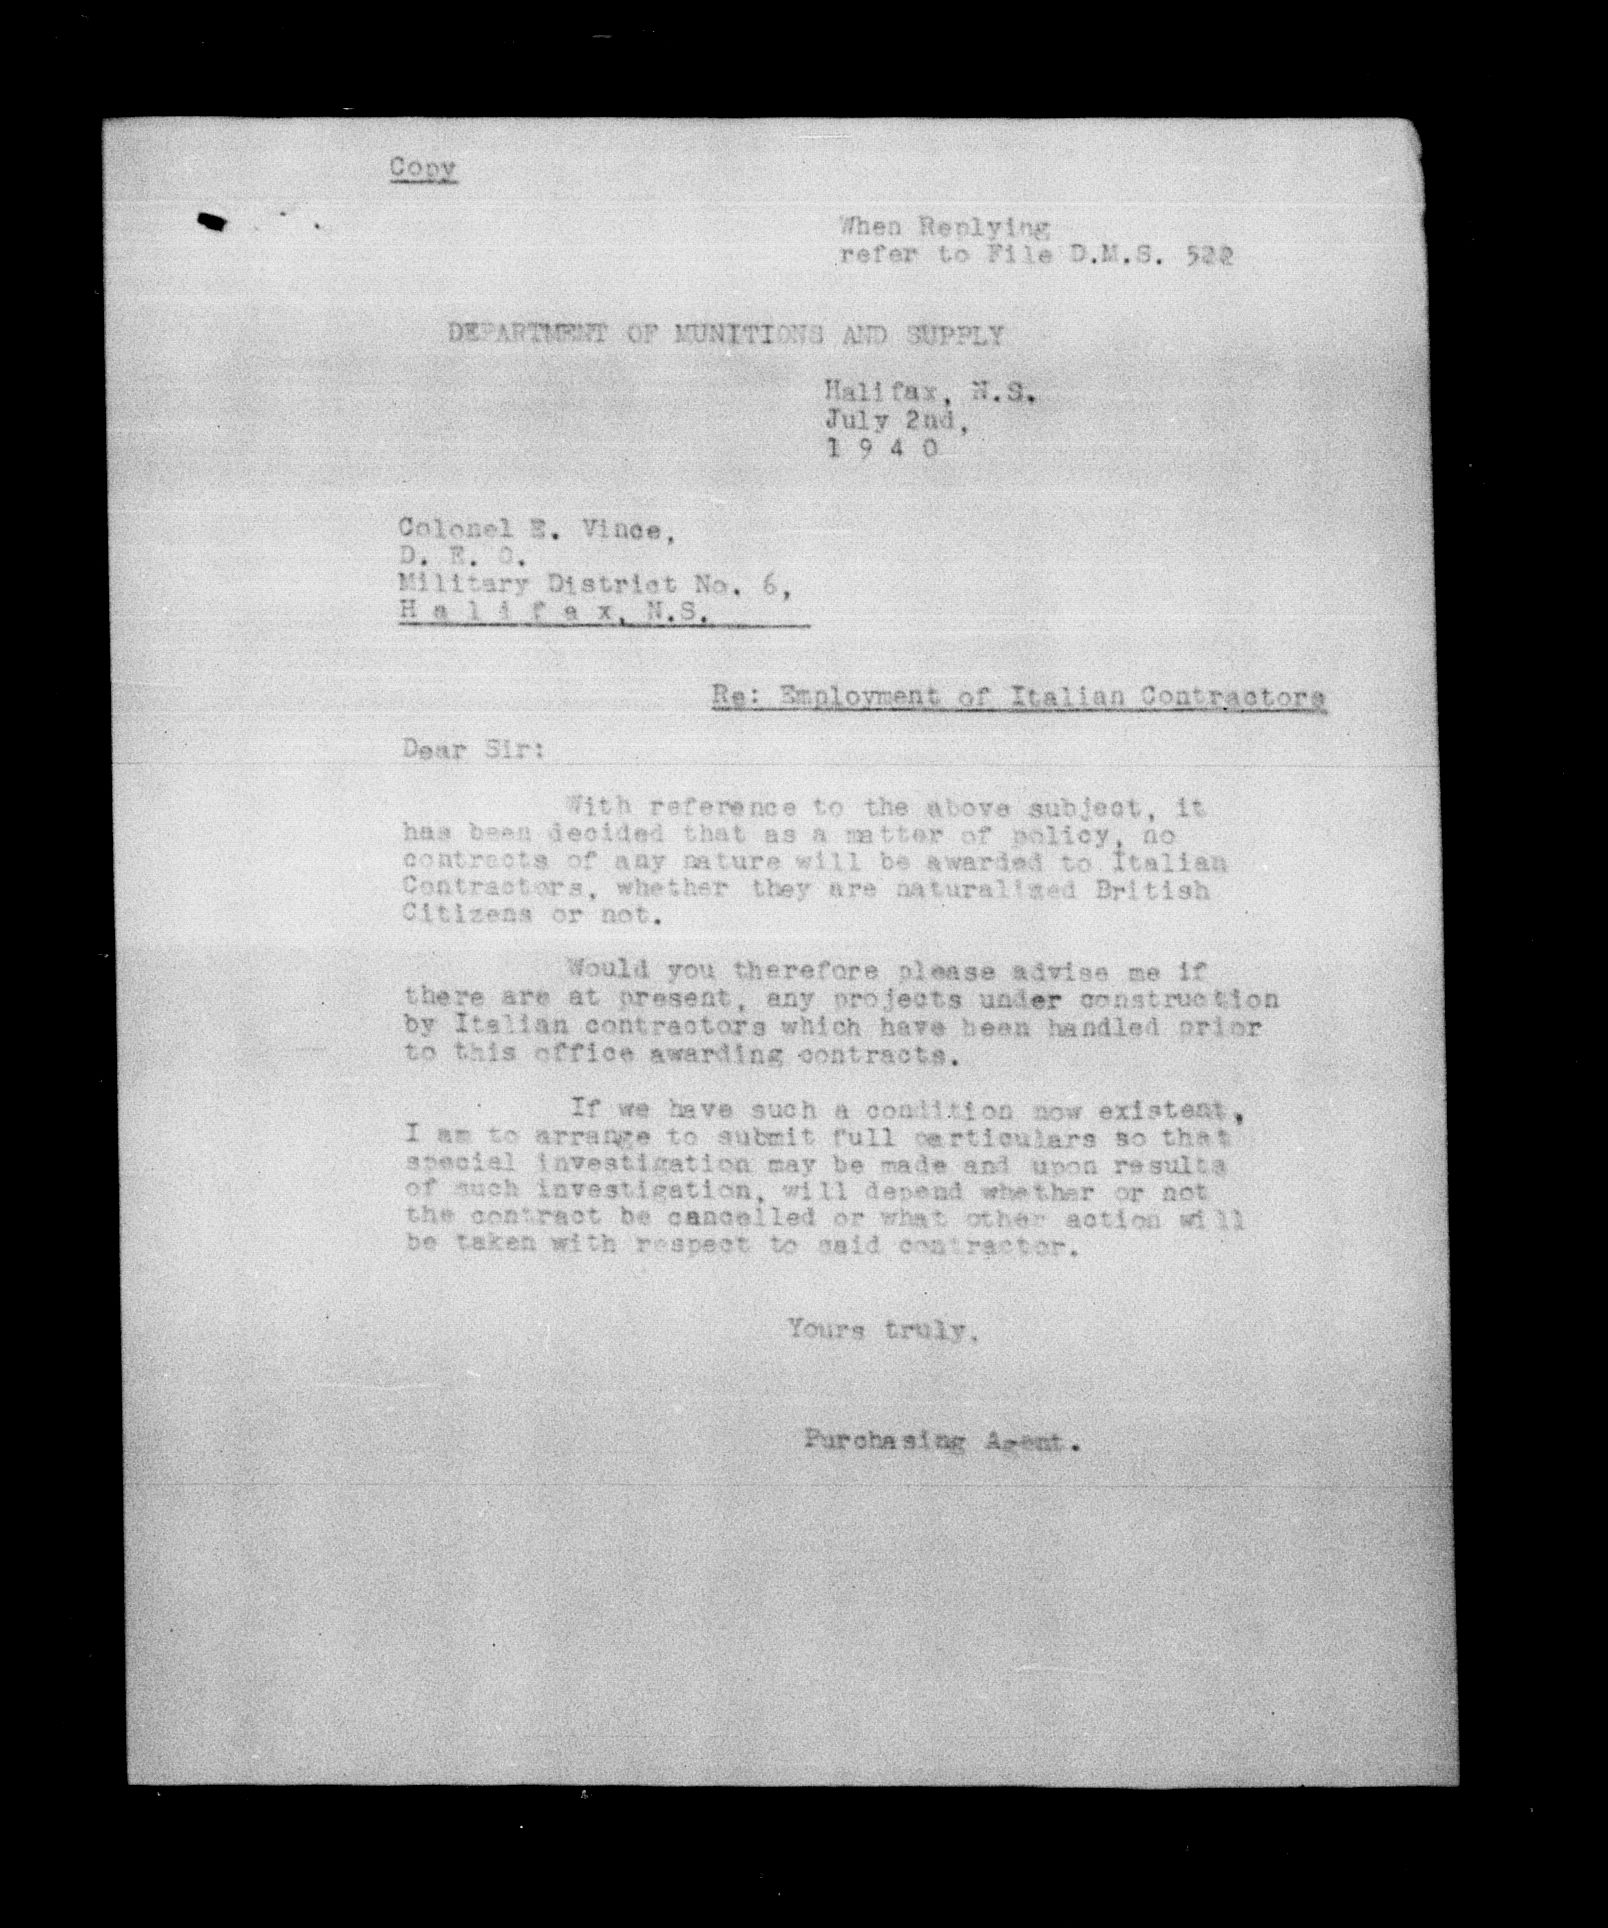 Copy
When Replying
refer to File D.M.S. 522
DEPARTMENT OF MUNITIONS AND SUPPLY
Halifax, N.S.
July 2nd,
1 9 4 0
Colonel E. Vince,
D. E. O.
Military District No. 6,
H a l i f a x, N.S.
Re: Employment of Italian Contractors
Dear Sir:
With reference to the above subject, it
has been decided that as a matter of policy, no
contracts of any nature will be awarded to Italian
Contractors, whether they are naturalized British
Citizens or not.
Would you therefore please advise me if
there are at present, any projects under construction
by Italian contractors which have been handled prior
to this office awarding contracts.
If we have such a condition now existent,
I am to arrange to submit full particulars so that
special investigation may be made and upon results
of such investigation, will depend whether or not
the contract be cancelled or what other action will
be taken with respect to said contractor.
Yours truly,
Purchasing Agent.